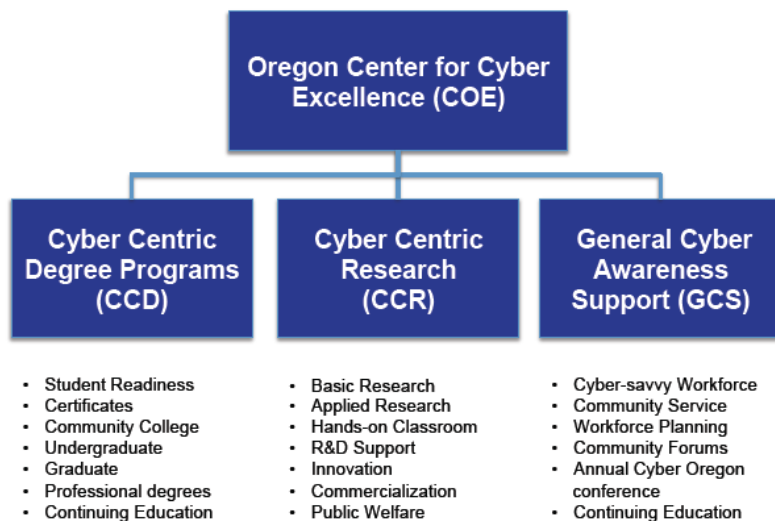 Oregon Center for Cyber
Excellence (COE)
Cyber Centric
Degree Programs
(CCD)
Cyber Centric
Research
(CCR)
General Cyber
Awareness
Support (GCS)
• Student Readiness
• Certificates
• Community College
• Undergraduate
• Graduate
• Professional degrees
• Continuing Education
• Basic Research
• Applied Research
• Hands-on Classroom
• R&D Support
• Innovation
• Commercialization
• Public Welfare
• Cyber-savvy Workforce
• Community Service
• Workforce Planning
• Community Forums
• Annual Cyber Oregon
conference
• Continuing Education